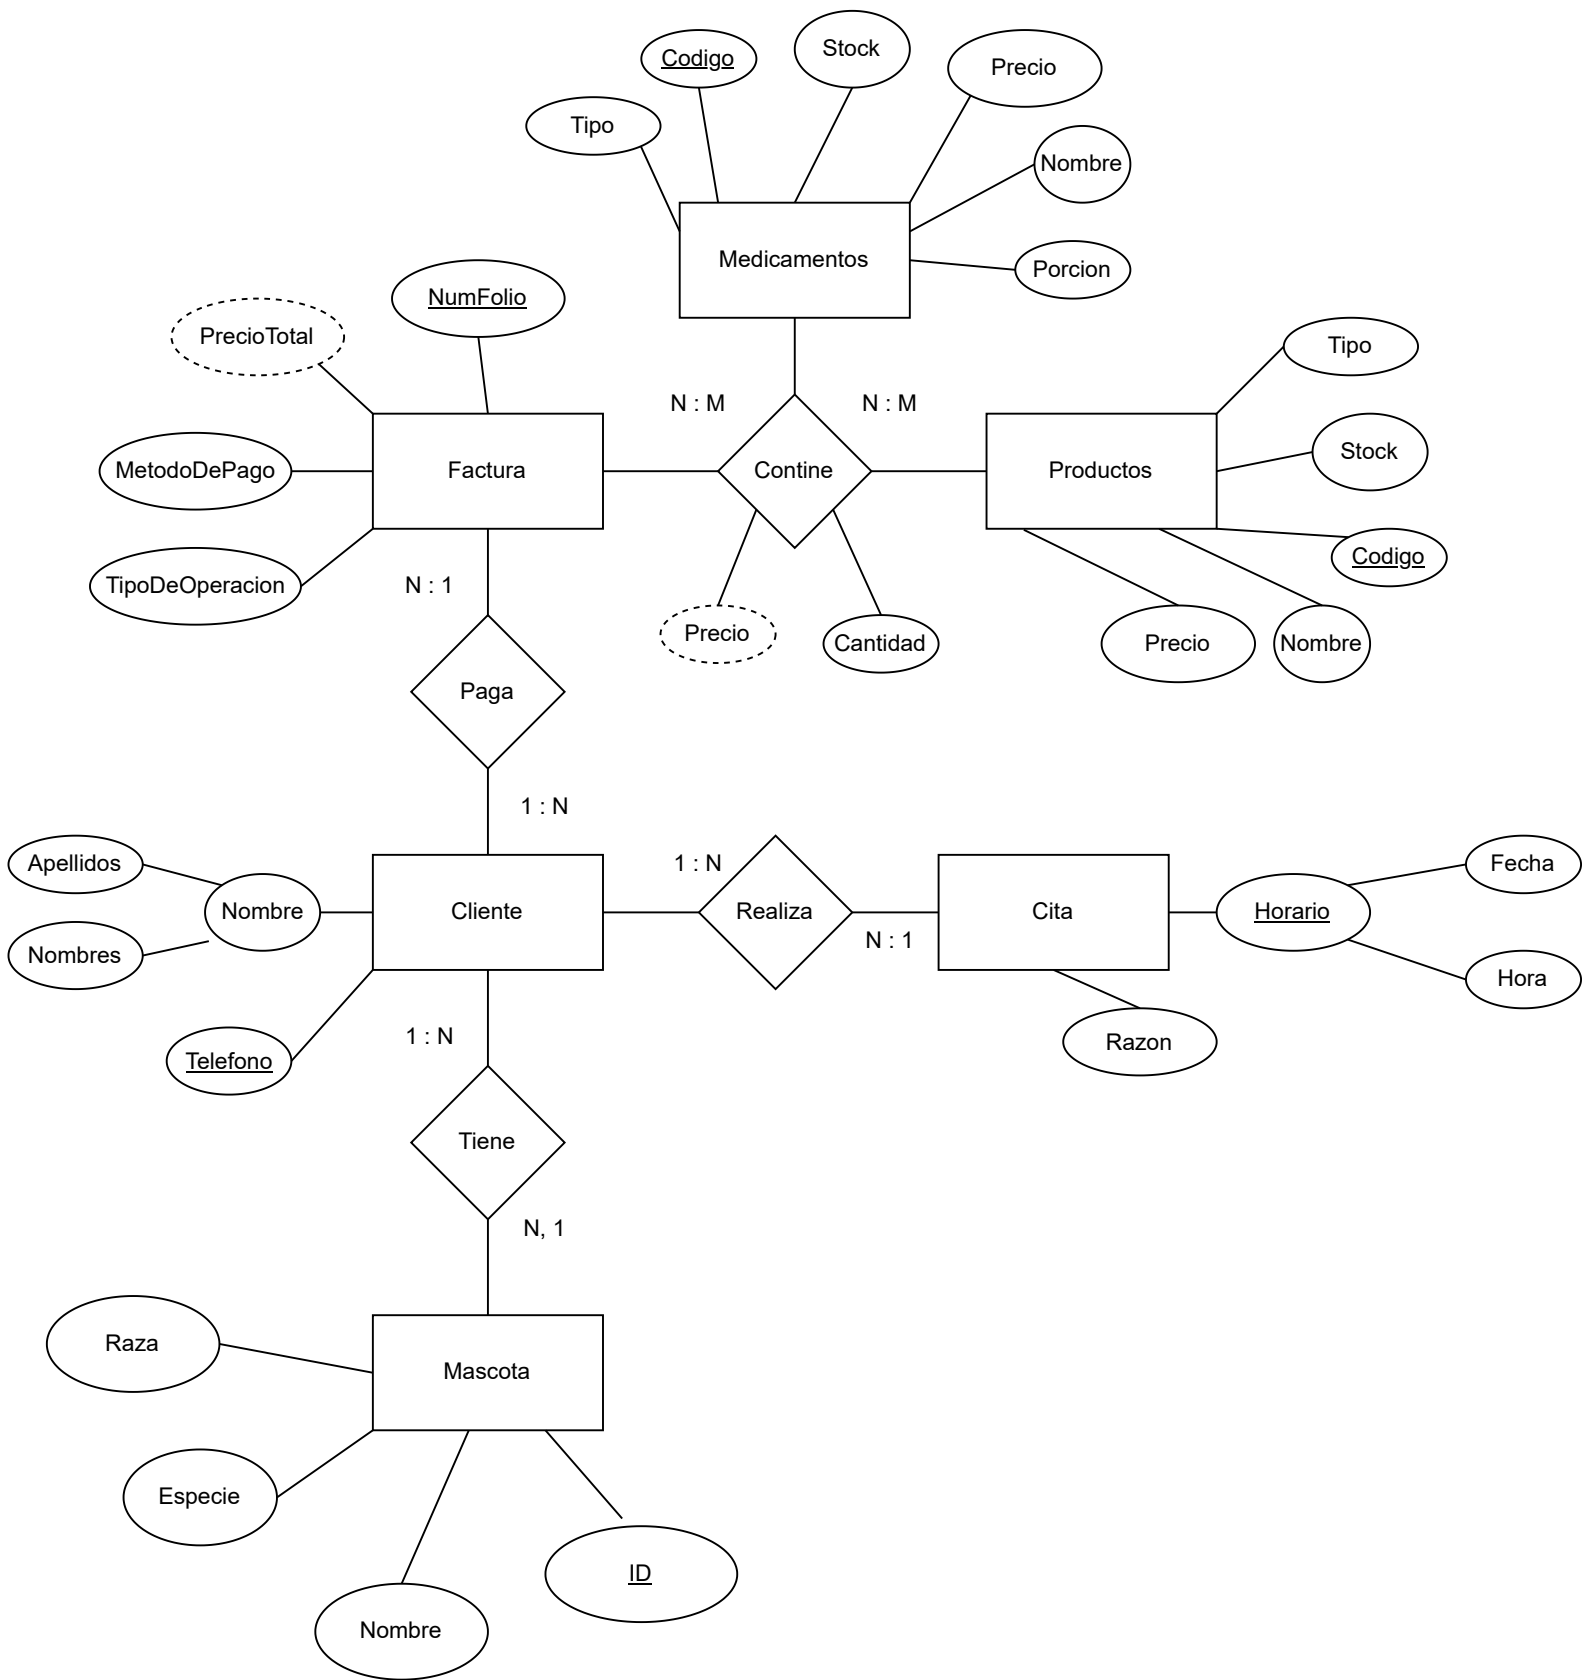 Codigo
Stock
Precio
Tipo
Nombre
Medicamentos
Porcion
NumFolio
PrecioTotal
Tipo
N : M
N : M
MetodoDePago
Factura
Contine
Productos
Stock
TipoDeOperacion
N : 1
Codigo
Precio
Cantidad
Precio
Nombre
Paga
1 : N
Apellidos
Nombre
Nombres
Cliente
1 : N
Realiza
N : 1
Cita
Horario
Fecha
Hora
Razon
Telefono
1 : N
Tiene
N, 1
Raza
Mascota
Especie
ID
Nombre